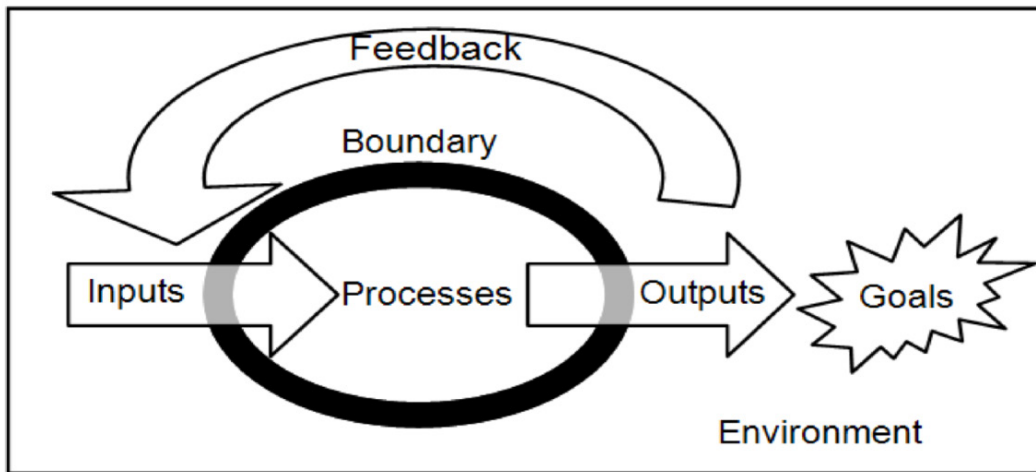 Feedback
Boundary
Inputs
Processes
Outputs
Goals
Environment